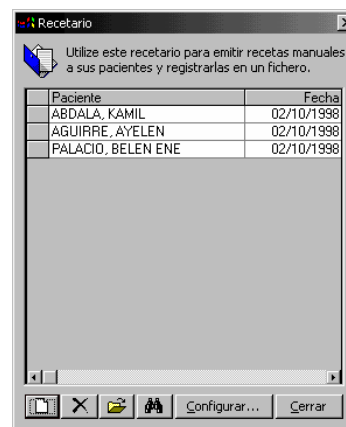 Recetario
Utilize este recetario para emitir recetas manuales
a sus pacientes y registrarlas en un fichero.
Paciente Fecha
ABDALA, KAMIL 02/10/1998
AGUIRRE, AYELEN 02/10/1998
PALACIO, BELEN ENE 02/10/1998
Configurar... Cerrar